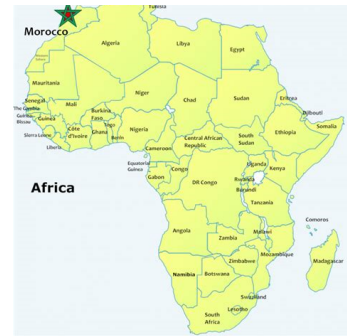 Tunisia
Morocco
Algeria
Libya
Egypt
Mauritania
Mali
Niger
Chad
Sudan
Eritrea
Senegal
The Gambia
Guinea
Bissau
Guinea
Burkina
Faso
Djibouti
Somalia
Sierra Leone
Côte
d'Ivoire
Ghana
Togo
Benin
Nigeria
Liberia
Cameroon
Central African
Republic
South
Sudan
Ethiopia
Equatorial
Guinea
Gabon
Congo
DR Congo
Uganda
Kenya
Rwanda
Burundi
Africa
Tanzania
Comoros
Angola
Zambia
Malawi
Mozambique
Zimbabwe
Madagascar
Namibia
Botswana
Swaziland
South
Africa
Lesotho